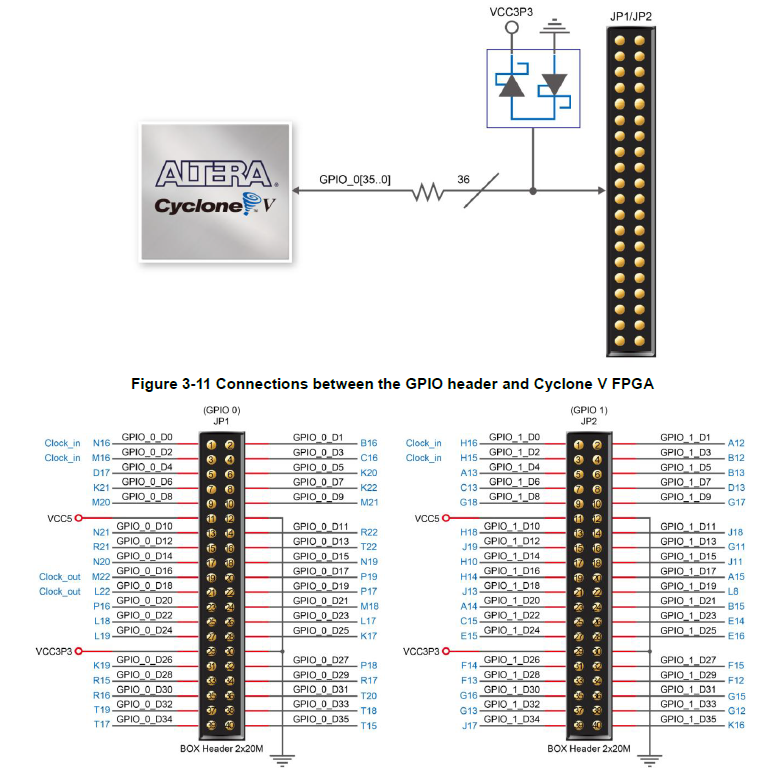 VCC3P3
JP1/JP2
ALTERA
Cyclone V
GPIO_0[35..0]
36
Figure 3-11 Connections between the GPIO header and Cyclone V FPGA
(GPIO 0)
JP1
Clock_in N16 GPIO_0_D0 1 2 GPIO_0_D1 B16
Clock_in M16 GPIO_0_D2 3 4 GPIO_0_D3 C16
D17 GPIO_0_D4 5 6 GPIO_0_D5 K20
K21 GPIO_0_D6 7 8 GPIO_0_D7 K22
M20 GPIO_0_D8 9 10 GPIO_0_D9 M21
VCC5 11 12
N21 GPIO_0_D10 13 14 GPIO_0_D11 R22
R21 GPIO_0_D12 15 16 GPIO_0_D13 T22
N20 GPIO_0_D14 17 18 GPIO_0_D15 N19
Clock_out M22 GPIO_0_D16 19 20 GPIO_0_D17 P19
Clock_out L22 GPIO_0_D18 21 22 GPIO_0_D19 P17
P16 GPIO_0_D20 23 24 GPIO_0_D21 M18
L18 GPIO_0_D22 25 26 GPIO_0_D23 L17
L19 GPIO_0_D24 27 28 GPIO_0_D25 K17
VCC3P3 29 30
K19 GPIO_0_D26 31 32 GPIO_0_D27 P18
R15 GPIO_0_D28 33 34 GPIO_0_D29 R17
R16 GPIO_0_D30 35 36 GPIO_0_D31 T20
T19 GPIO_0_D32 37 38 GPIO_0_D33 T18
T17 GPIO_0_D34 39 40 GPIO_0_D35 T15
BOX Header 2x20M
(GPIO 1)
JP2
Clock_in H16 GPIO_1_D0 1 2 GPIO_1_D1 A12
Clock_in H15 GPIO_1_D2 3 4 GPIO_1_D3 B12
A13 GPIO_1_D4 5 6 GPIO_1_D5 B13
C13 GPIO_1_D6 7 8 GPIO_1_D7 D13
G18 GPIO_1_D8 9 10 GPIO_1_D9 G17
VCC5 11 12
H18 GPIO_1_D10 13 14 GPIO_1_D11 J18
J19 GPIO_1_D12 15 16 GPIO_1_D13 G11
H10 GPIO_1_D14 17 18 GPIO_1_D15 J11
H14 GPIO_1_D16 19 20 GPIO_1_D17 A15
J13 GPIO_1_D18 21 22 GPIO_1_D19 L8
A14 GPIO_1_D20 23 24 GPIO_1_D21 B15
C15 GPIO_1_D22 25 26 GPIO_1_D23 E14
E15 GPIO_1_D24 27 28 GPIO_1_D25 E16
VCC3P3 29 30
F14 GPIO_1_D26 31 32 GPIO_1_D27 F15
F13 GPIO_1_D28 33 34 GPIO_1_D29 F12
G16 GPIO_1_D30 35 36 GPIO_1_D31 G15
G13 GPIO_1_D32 37 38 GPIO_1_D33 G12
J17 GPIO_1_D34 39 40 GPIO_1_D35 K16
BOX Header 2x20M